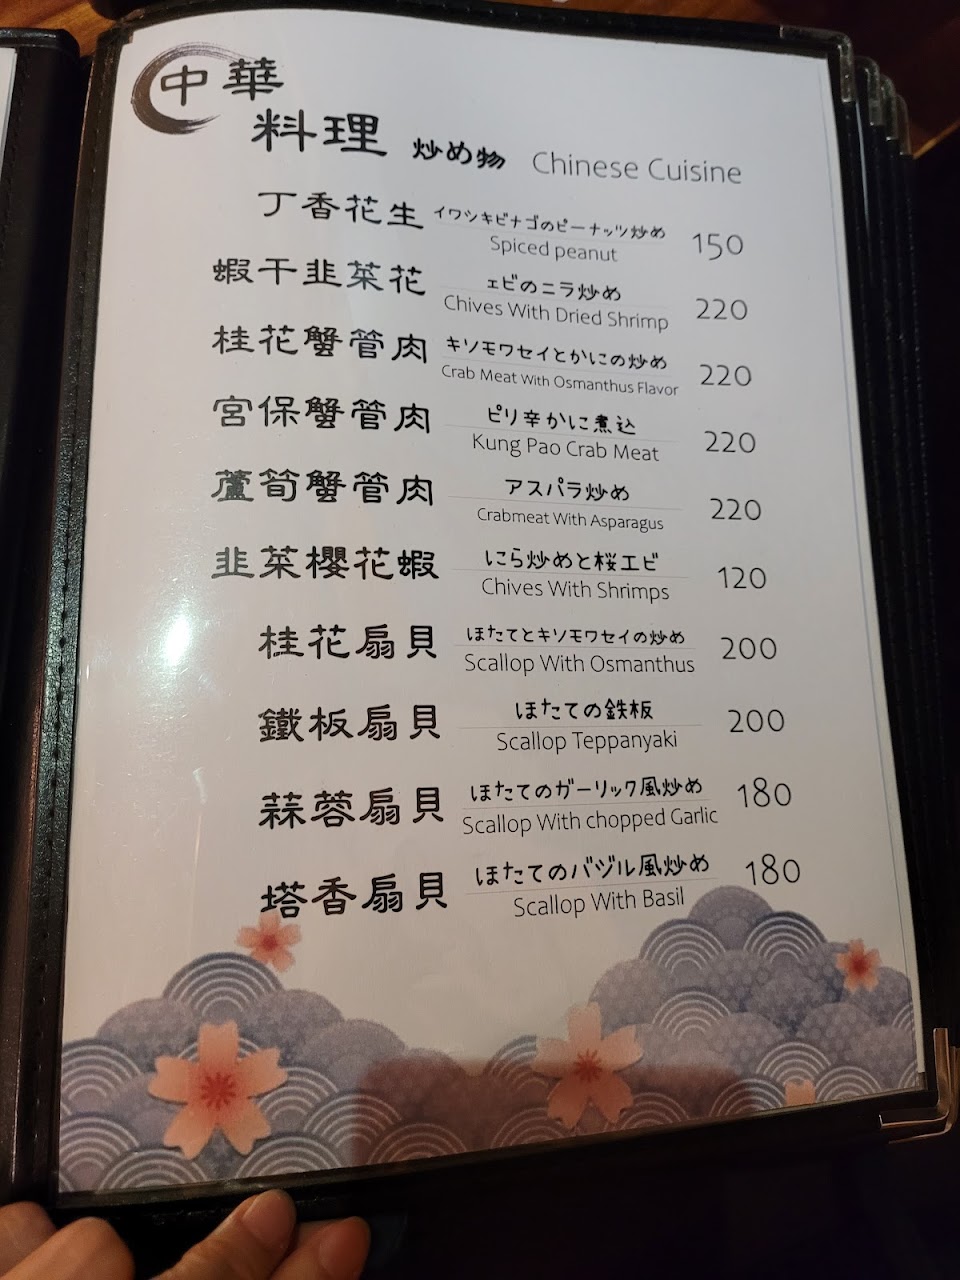 中華
料理 炒め物 Chinese Cuisine
丁香花生 イワシキビナゴのピーナッツ炒め 150
Spiced peanut
蝦干韭菜花 ェビのニラ炒め 220
Chives With Dried Shrimp
桂花蟹管肉 キソモワセイとかにの炒め 220
Crab Meat With Osmanthus Flavor
宮保蟹管肉 ピリ辛かに煮込 220
Kung Pao Crab Meat
蘆筍蟹管肉 アスパラ炒め 220
Crabmeat With Asparagus
韭菜櫻花蝦 にら炒めと桜エビ 120
Chives With Shrimps
桂花扇貝 ほたてとキソモワセイの炒め 200
Scallop With Osmanthus
鐵板扇貝 ほたての鉄板 200
Scallop Teppanyaki
蒜蓉扇貝 ほたてのガーリック風炒め 180
Scallop With chopped Garlic
塔香扇貝 ほたてのバジル風炒め 180
Scallop With Basil